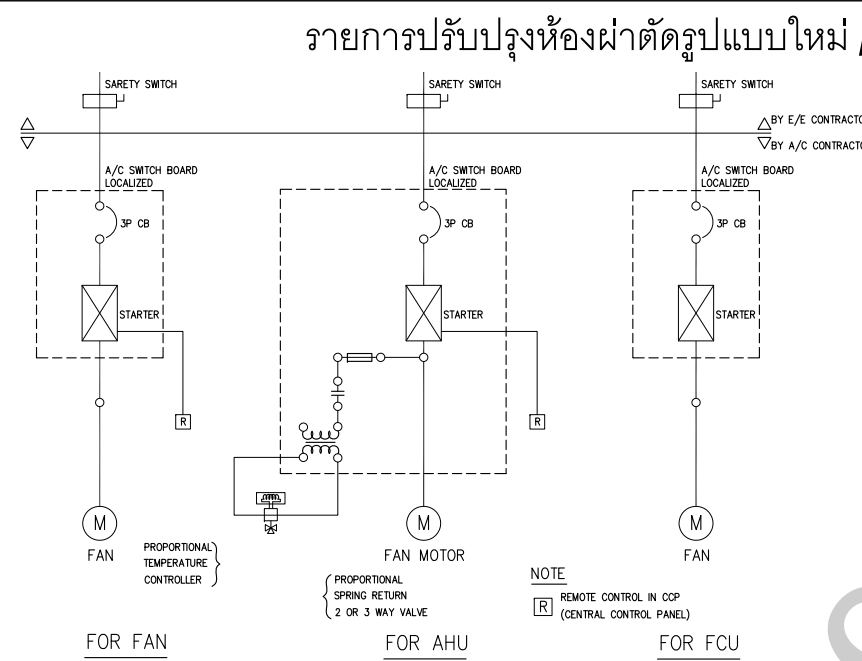 รายการปรับปรุงห้องผ่าตัดรูปแบบใหม่
SARETY SWITCH
SARETY SWITCH
SARETY SWITCH
BY E/E
BY A/C
A/C SWITCH BOARD
LOCALIZED
A/C SWITCH BOARD
LOCALIZED
A/C SWITCH BOARD
LOCALIZED
3P CB
3P CB
3P CB
STARTER
STARTER
STARTER
R
R
M
M
M
FAN
FAN MOTOR
FAN
PROPORTIONAL
TEMPERATURE
CONTROLLER
PROPORTIONAL
SPRING RETURN
2 OR 3 WAY VALVE
NOTE
R REMOTE CONTROL IN CCP
(CENTRAL CONTROL PANEL)
FOR FAN
FOR AHU
FOR FCU